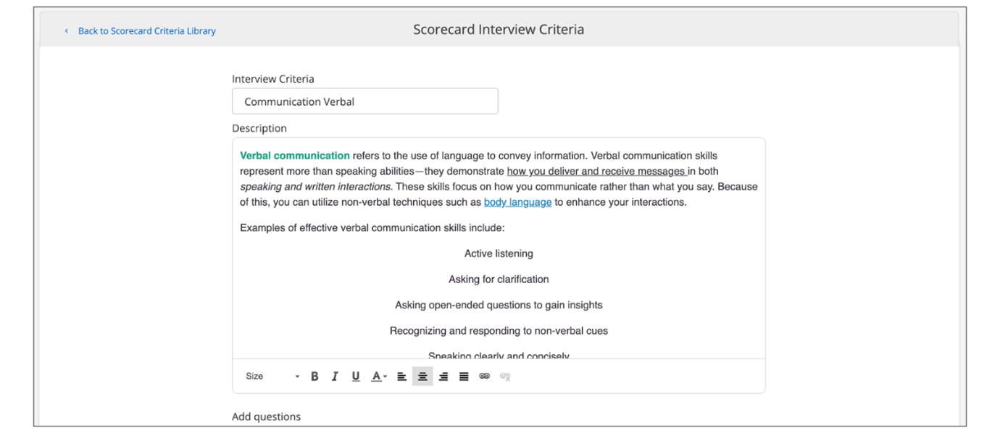 Back to Scorecard Criteria Library
Scorecard Interview Criteria
Interview Criteria
Communication Verbal
Description
Verbal communication refers to the use of language to convey information. Verbal communication skills
represent more than speaking abilities—they demonstrate how you deliver and receive messages in both
speaking and written interactions. These skills focus on how you communicate rather than what you say. Because
of this, you can utilize non-verbal techniques such as body language to enhance your interactions.
Examples of effective verbal communication skills include:
Active listening
Asking for clarification
Asking open-ended questions to gain insights
Recognizing and responding to non-verbal cues
Speaking clearly and concisely
Size B I U A
Add questions